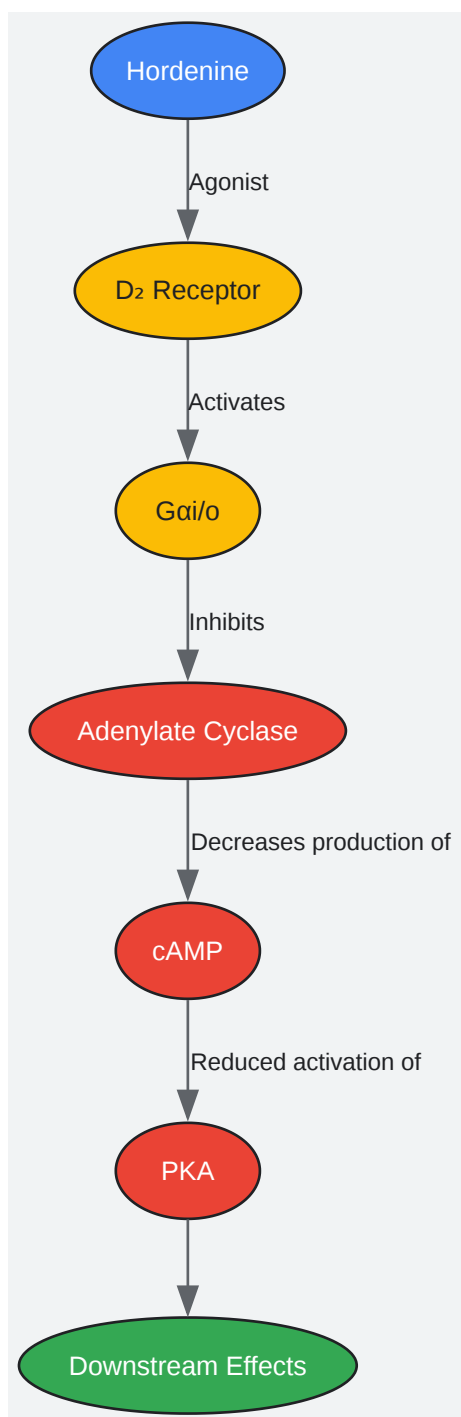 Hordenine
Agonist
D₂ Receptor
Activates
Gαi/o
Inhibits
Adenylate Cyclase
Decreases production of
cAMP
Reduced activation of
PKA
Downstream Effects